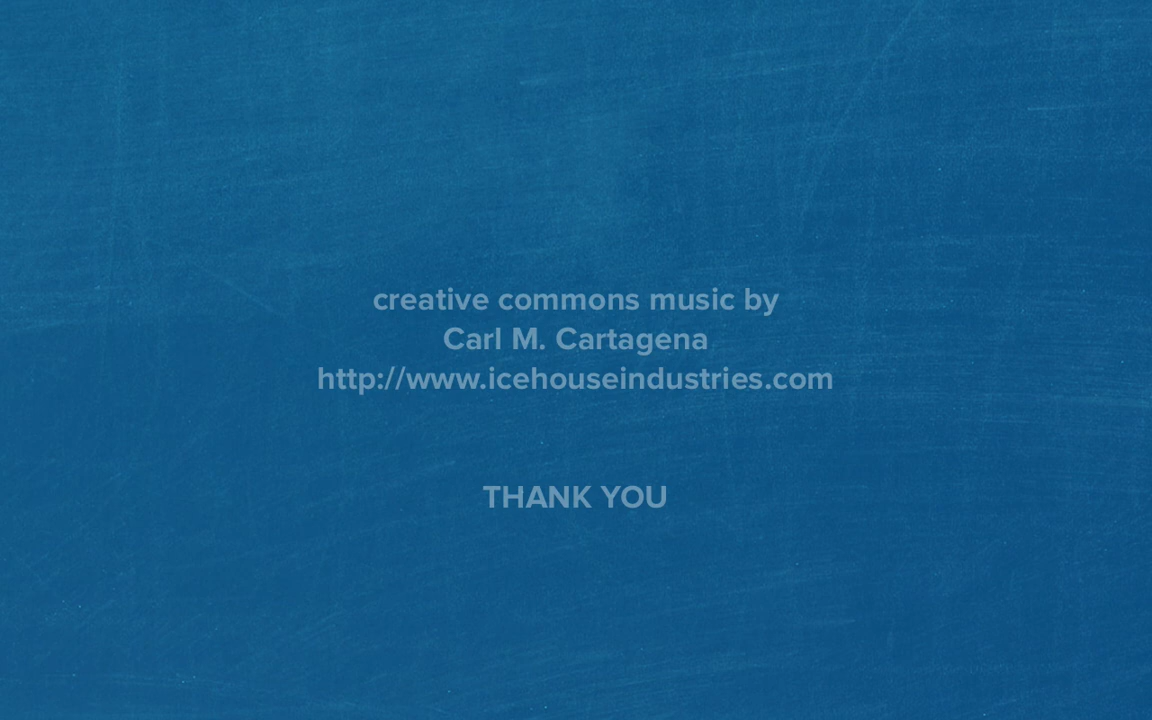 creative commons music by
Carl M. Cartagena
http://www.icehouseindustries.com
THANK YOU